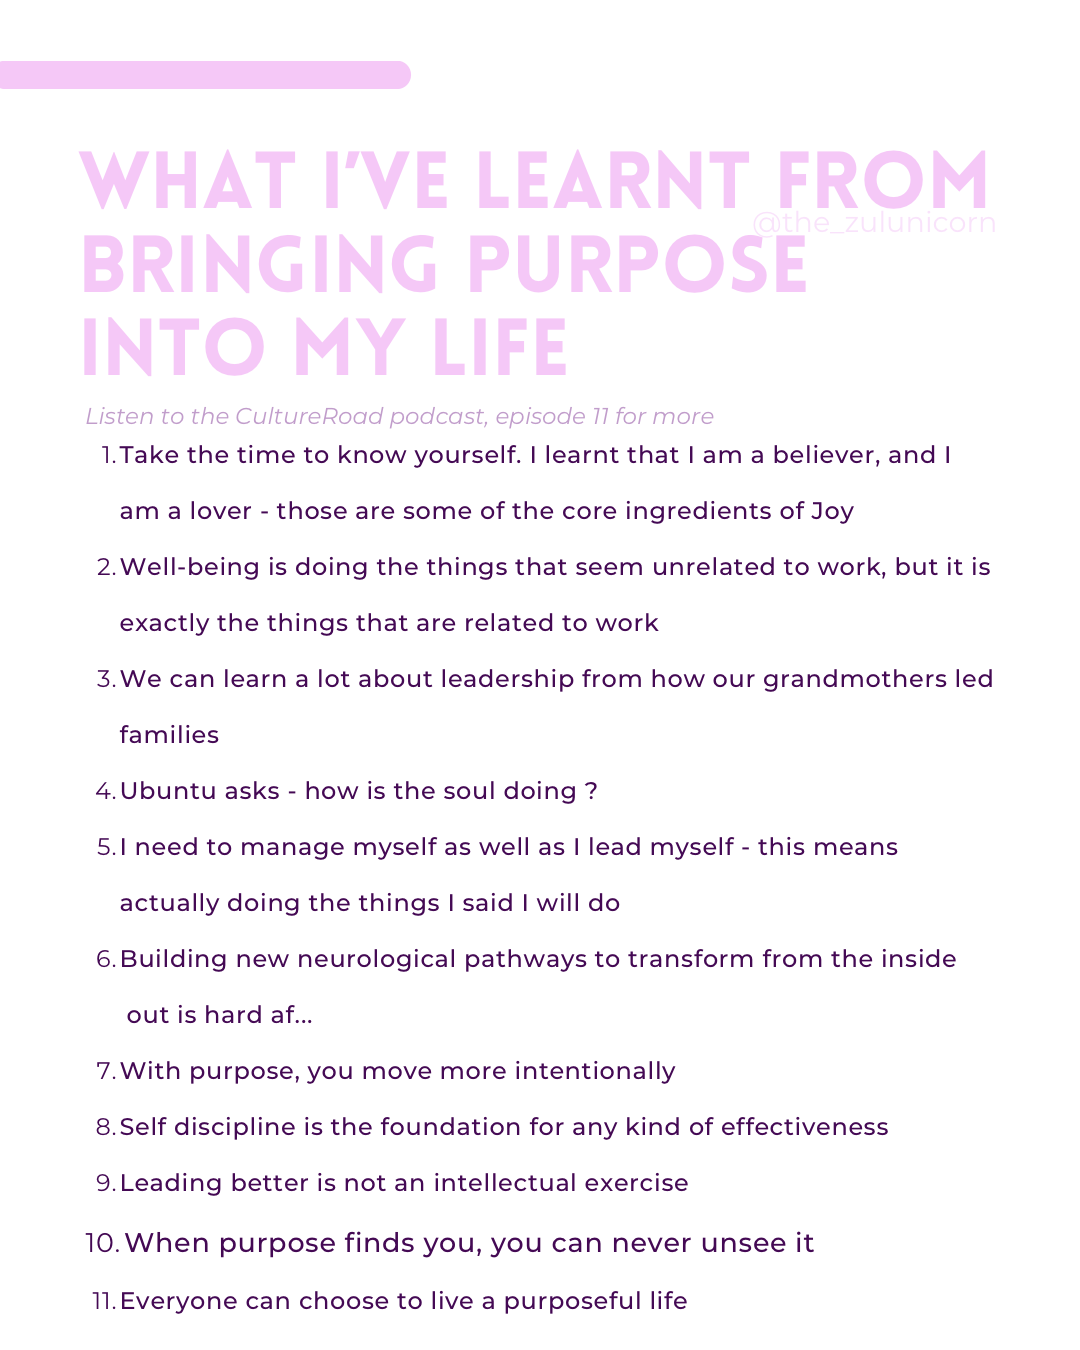 WHAT I'VE LEARNT FROM
@the_zulunicorn
BRINGING PURPOSE
INTO MY LIFE
Listen to the CultureRoad podcast, episode 11 for more
1. Take the time to know yourself. I learnt that I am a believer, and I
am a lover - those are some of the core ingredients of Joy
2. Well-being is doing the things that seem unrelated to work, but it is
exactly the things that are related to work
3. We can learn a lot about leadership from how our grandmothers led
families
4. Ubuntu asks - how is the soul doing ?
5. I need to manage myself as well as I lead myself - this means
actually doing the things I said I will do
6. Building new neurological pathways to transform from the inside
out is hard af...
7. With purpose, you move more intentionally
8. Self discipline is the foundation for any kind of effectiveness
9. Leading better is not an intellectual exercise
10. When purpose finds you, you can never unsee it
11. Everyone can choose to live a purposeful life